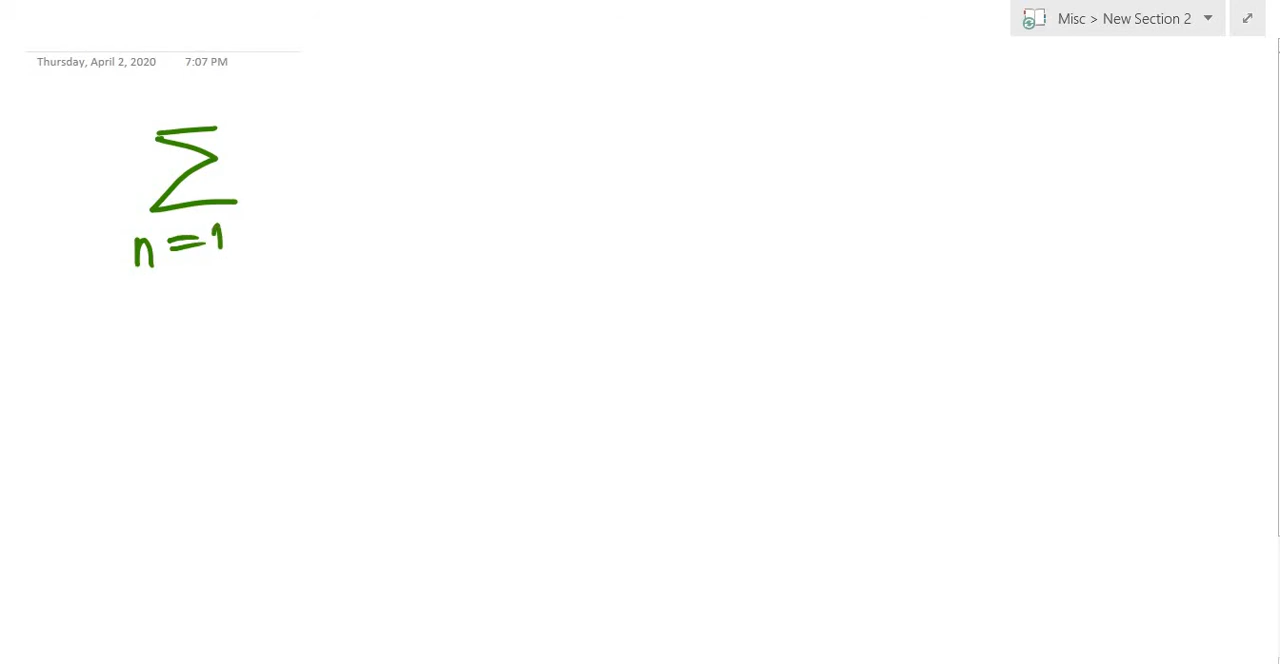 Misc > New Section 2
Thursday, April 2, 2020 7:07 PM
∑
n = 1